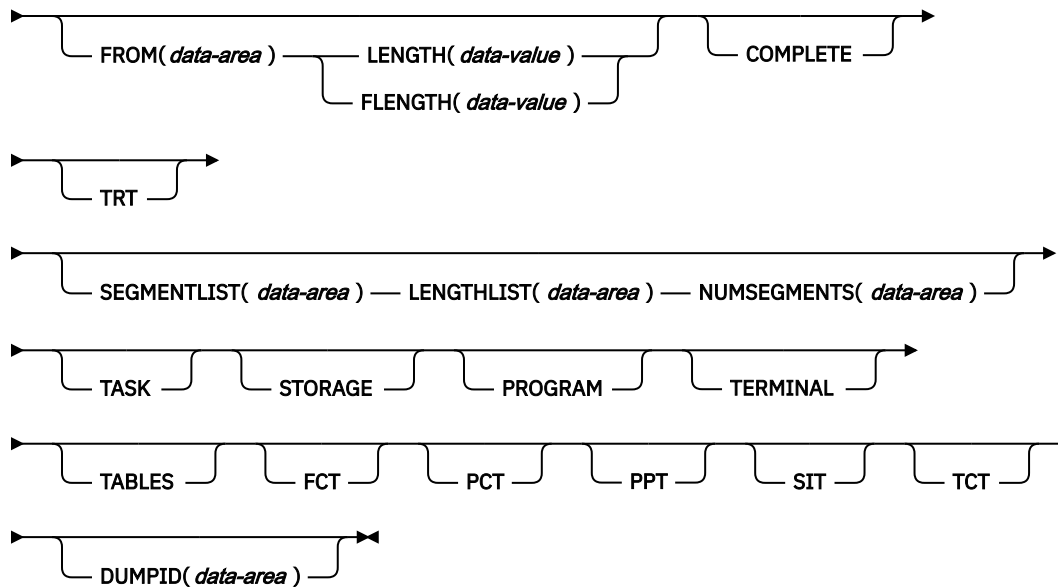 FROM( data-area ) LENGTH( data-value ) COMPLETE
FLENGTH( data-value )
TRT
SEGMENTLIST( data-area ) LENGTHLIST( data-area ) NUMSEGMENTS( data-area )
TASK STORAGE PROGRAM TERMINAL
TABLES FCT PCT PPT SIT TCT
DUMPID( data-area )